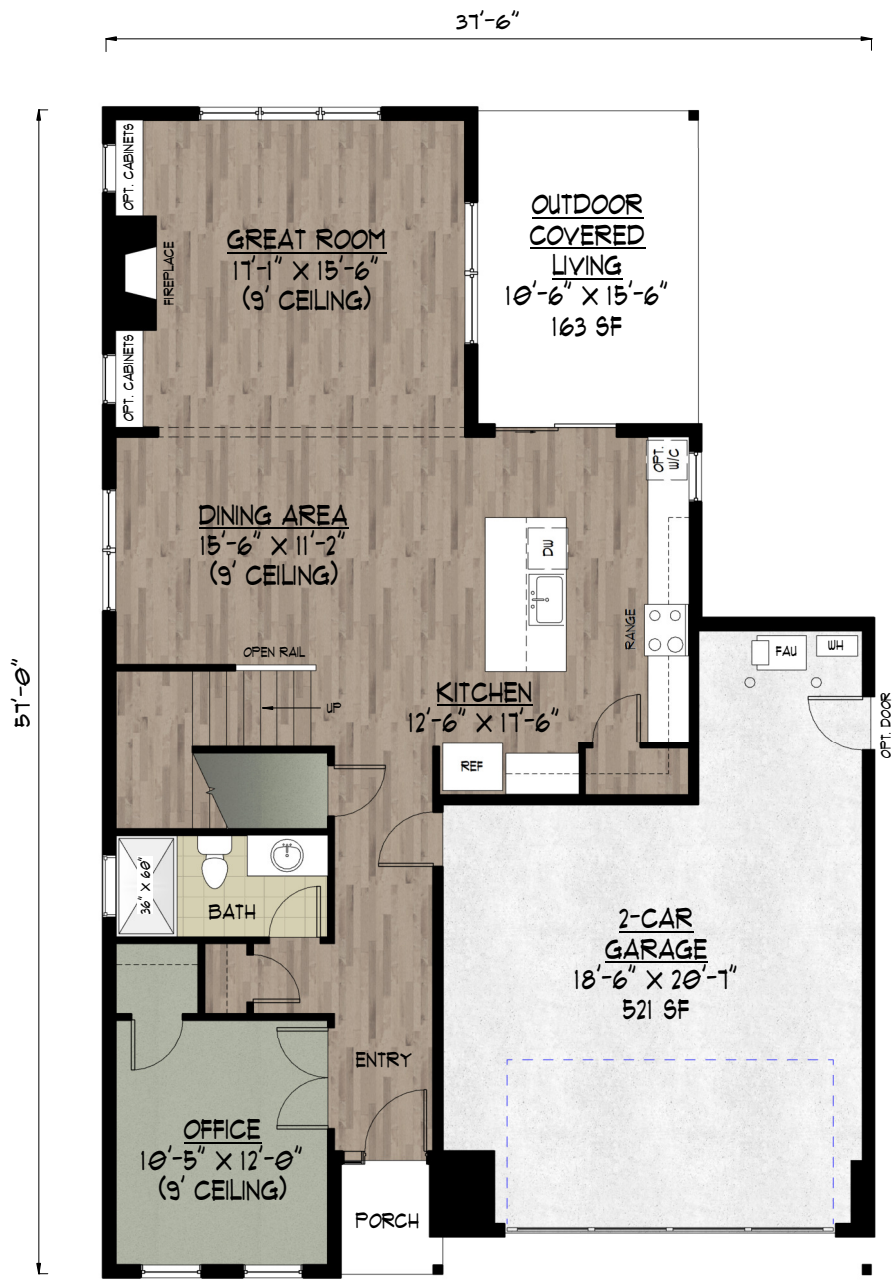 37'-6"
57'-0"
OPT. CABINETS
FIREPLACE
OPT. CABINETS
GREAT ROOM
17'-1" X 15'-6"
(9' CEILING)
OUTDOOR
COVERED
LIVING
10'-6" X 15'-6"
163 SF
OPT.
W/C
DINING AREA
15'-6" X 11'-2"
(9' CEILING)
DW
RANGE
OPEN RAIL
UP
KITCHEN
12'-6" X 17'-6"
REF
FAU
WH
OPT. DOOR
36" X 60"
BATH
2-CAR
GARAGE
18'-6" X 20'-7"
521 SF
ENTRY
OFFICE
10'-5" X 12'-0"
(9' CEILING)
PORCH